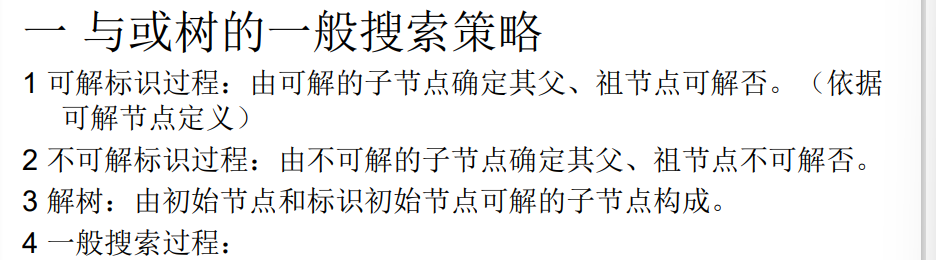 一 与或树的一般搜索策略
1 可解标识过程：由可解的子节点确定其父、祖节点可解否。（依据
可解节点定义）
2 不可解标识过程：由不可解的子节点确定其父、祖节点不可解否。
3 解树：由初始节点和标识初始节点可解的子节点构成。
4 一般搜索过程：